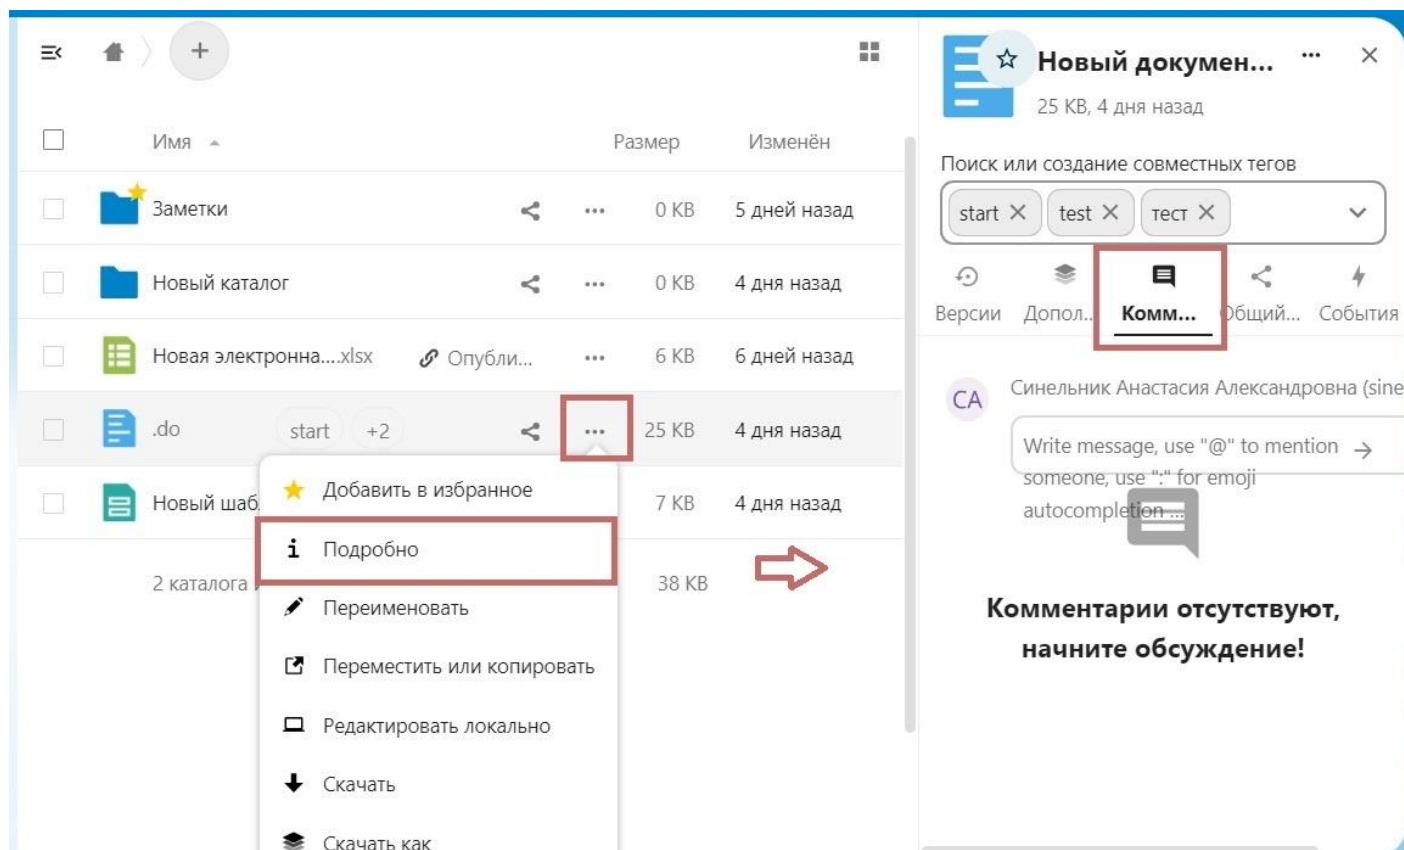 Имя
Размер
Изменён
Заметки
0 KB
5 дней назад
Новый каталог
0 KB
4 дня назад
Новая электронна....xlsx
Опубли...
6 KB
6 дней назад
.do
start
+2
25 KB
4 дня назад
Новый шаб
7 KB
4 дня назад
2 каталога
38 KB
Добавить в избранное
Подробно
Переименовать
Переместить или копировать
Редактировать локально
Скачать
Скачать как
Новый докумен...
25 KB, 4 дня назад
Поиск или создание совместных тегов
start
test
тест
Версии
Допол...
Комм...
Общий...
События
СА
Синельник Анастасия Александровна (sine
Write message, use "@" to mention
someone, use ":" for emoji
autocompletion ...
Комментарии отсутствуют,
начните обсуждение!